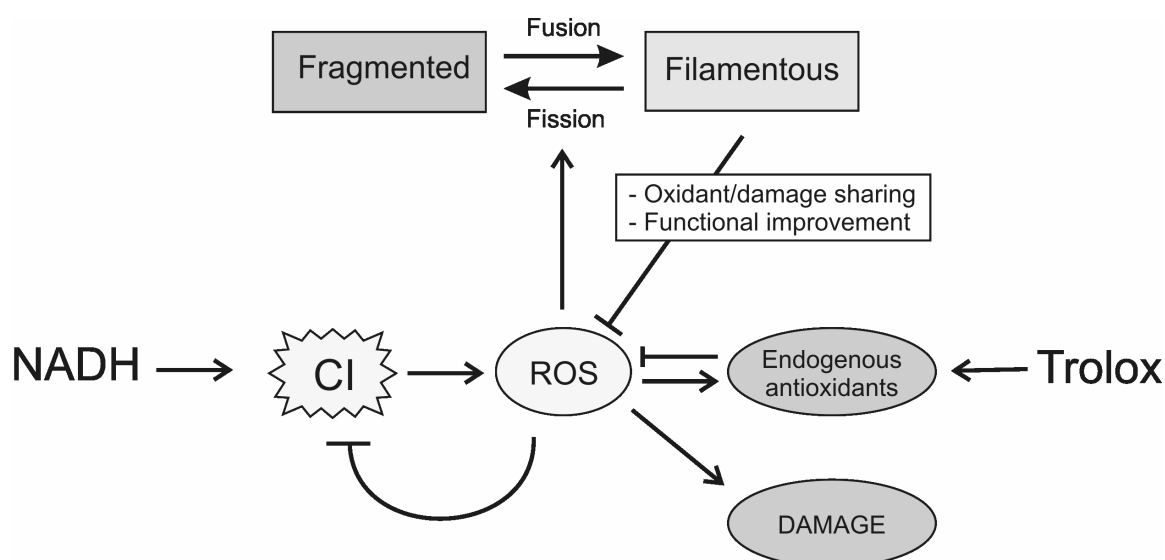 Fusion
Fragmented
Filamentous
Fission
- Oxidant/damage sharing
- Functional improvement
NADH
CI
ROS
Endogenous
antioxidants
Trolox
DAMAGE